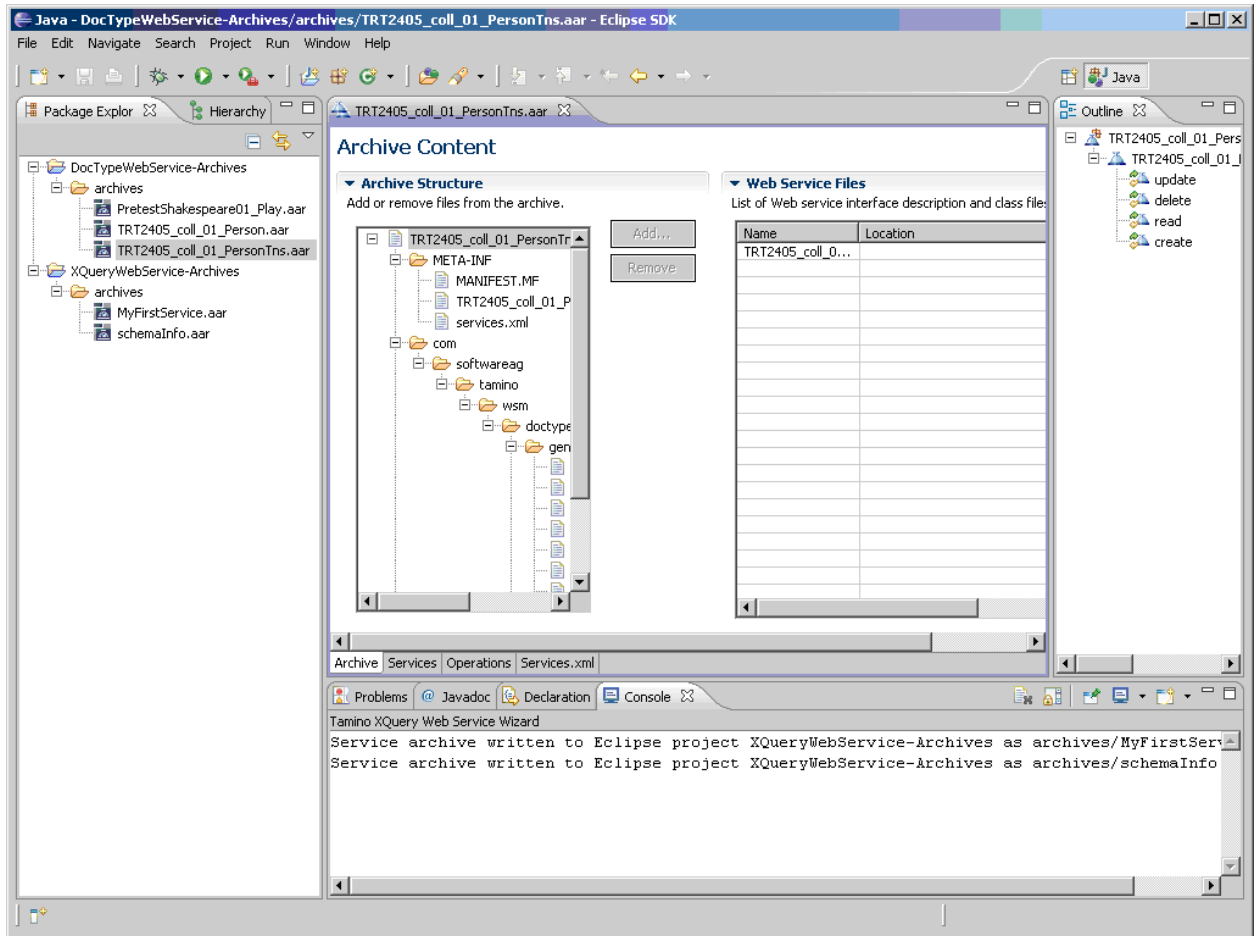 Java - DocTypeWebService-Archives/archives/TRT2405_coll_01_PersonTns.aar - Eclipse SDK
File Edit Navigate Search Project Run Window Help
Java
Package Explor
Hierarchy
DocTypeWebService-Archives
archives
PretestShakespeare01_Play.aar
TRT2405_coll_01_Person.aar
TRT2405_coll_01_PersonTns.aar
XQueryWebService-Archives
archives
MyFirstService.aar
schemaInfo.aar
TRT2405_coll_01_PersonTns.aar
Archive Content
Archive Structure
Add or remove files from the archive.
TRT2405_coll_01_PersonTr
META-INF
MANIFEST.MF
TRT2405_coll_01_P
services.xml
com
softwareag
tamino
wsm
doctype
gen
Add...
Remove
Web Service Files
List of Web service interface description and class file
Name Location
TRT2405_coll_0...
Archive Services Operations Services.xml
Outline
TRT2405_coll_01_Pers
TRT2405_coll_01_
update
delete
read
create
Problems @ Javadoc Declaration Console
Tamino XQuery Web Service Wizard
Service archive written to Eclipse project XQueryWebService-Archives as archives/MyFirstServ
Service archive written to Eclipse project XQueryWebService-Archives as archives/schemaInfo